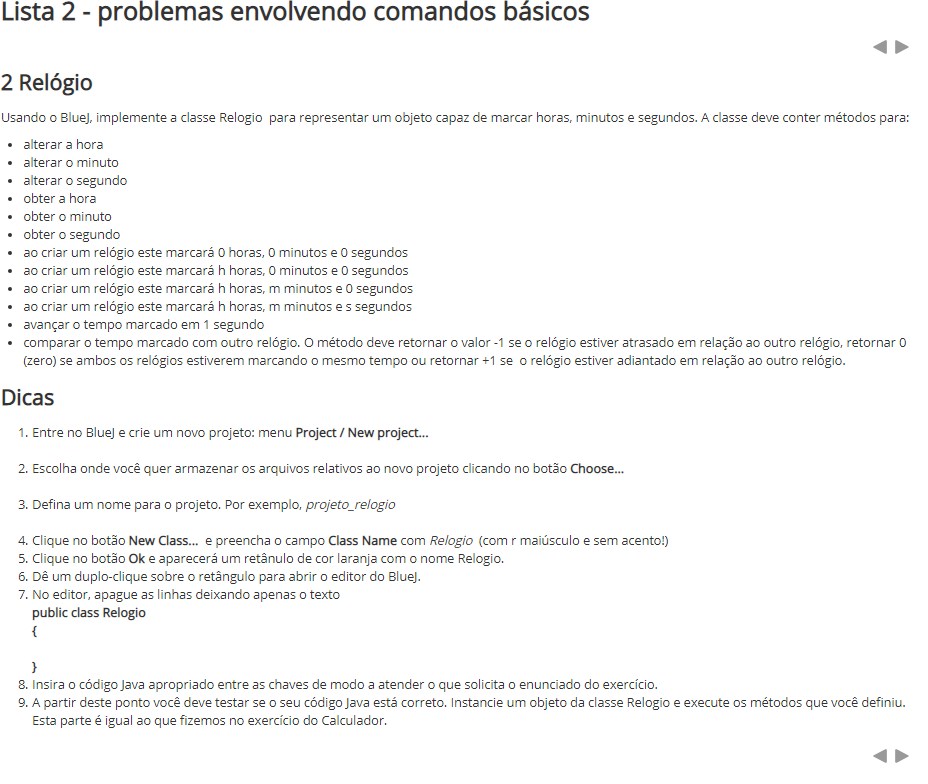 Lista 2 - problemas envolvendo comandos básicos
2 Relógio
Usando o BlueJ, implemente a classe Relogio para representar um objeto capaz de marcar horas, minutos e segundos. A classe deve conter métodos para:
• alterar a hora
• alterar o minuto
• alterar o segundo
• obter a hora
• obter o minuto
• obter o segundo
• ao criar um relógio este marcará 0 horas, 0 minutos e 0 segundos
• ao criar um relógio este marcará h horas, 0 minutos e 0 segundos
• ao criar um relógio este marcará h horas, m minutos e 0 segundos
• ao criar um relógio este marcará h horas, m minutos e s segundos
• avançar o tempo marcado em 1 segundo
• comparar o tempo marcado com outro relógio. O método deve retornar o valor -1 se o relógio estiver atrasado em relação ao outro relógio, retornar 0
(zero) se ambos os relógios estiverem marcando o mesmo tempo ou retornar +1 se o relógio estiver adiantado em relação ao outro relógio.
Dicas
1. Entre no BlueJ e crie um novo projeto: menu Project / New project...
2. Escolha onde você quer armazenar os arquivos relativos ao novo projeto clicando no botão Choose...
3. Defina um nome para o projeto. Por exemplo, projeto_relogio
4. Clique no botão New Class... e preencha o campo Class Name com Relogio (com r maiúsculo e sem acento!)
5. Clique no botão Ok e aparecerá um retânulo de cor laranja com o nome Relogio.
6. Dê um duplo-clique sobre o retângulo para abrir o editor do BlueJ.
7. No editor, apague as linhas deixando apenas o texto
public class Relogio
{
}
8. Insira o código Java apropriado entre as chaves de modo a atender o que solicita o enunciado do exercício.
9. A partir deste ponto você deve testar se o seu código Java está correto. Instancie um objeto da classe Relogio e execute os métodos que você definiu.
Esta parte é igual ao que fizemos no exercício do Calculador.